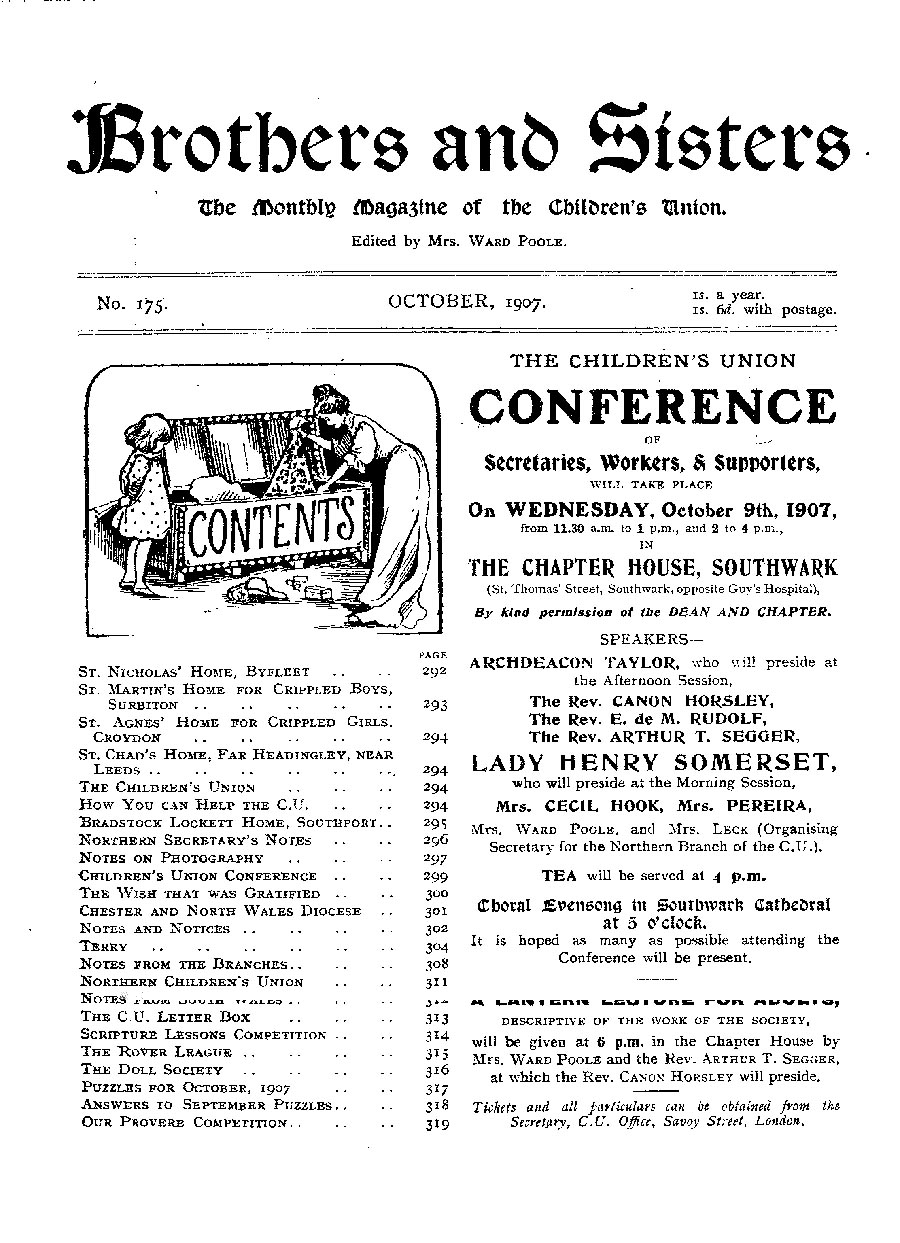 Brothers and Sisters
The Monthly Magazine of the Children's Union.
Edited by Mrs. WARD POOLE.
No. 175.
OCTOBER, 1907.
1s. a year.
1s. 6d. with postage.
CONTENTS
PAGE
ST. NICHOLAS' HOME, BYFLEET .. .. 292
ST. MARTIN'S HOME FOR CRIPPLED BOYS,
SURBITON .. .. .. .. .. 293
ST. AGNES' HOME FOR CRIPPLED GIRLS,
CROYDON .. .. .. .. .. 294
ST. CHAD'S HOME, FAR HEADINGLEY, NEAR
LEEDS .. .. .. .. .. .. 294
THE CHILDREN'S UNION .. .. .. 294
HOW YOU CAN HELP THE C.U. .. .. 294
BRADSTOCK LOCKETT HOME, SOUTHPORT.. 295
NORTHERN SECRETARY'S NOTES .. .. 296
NOTES ON PHOTOGRAPHY .. .. .. 297
CHILDREN'S UNION CONFERENCE .. .. 299
THE WISH THAT WAS GRATIFIED .. .. 300
CHESTER AND NORTH WALES DIOCESE .. 301
NOTES AND NOTICES .. .. .. .. 302
TERRY .. .. .. .. .. .. 304
NOTES FROM THE BRANCHES.. .. .. 308
NORTHERN CHILDREN'S UNION .. .. 311
NOTES FROM SOUTH WALES .. .. ..
THE C.U. LETTER BOX .. .. .. 313
SCRIPTURE LESSONS COMPETITION .. .. 314
THE ROVER LEAGUE .. .. .. .. 315
THE DOLL SOCIETY .. .. .. .. 316
PUZZLES FOR OCTOBER, 1907 .. .. 317
ANSWERS TO SEPTEMBER PUZZLES.. .. 318
OUR PROVERB COMPETITION.. .. .. 319
THE CHILDREN'S UNION
CONFERENCE
OF
Secretaries, Workers, & Supporters,
WILL TAKE PLACE
On WEDNESDAY, October 9th, 1907,
from 11.30 a.m. to 1 p.m., and 2 to 4 p.m.,
IN
THE CHAPTER HOUSE, SOUTHWARK
(St. Thomas' Street, Southwark, opposite Guy's Hospital),
By kind permission of the DEAN AND CHAPTER.
SPEAKERS—
ARCHDEACON TAYLOR, who will preside at
the Afternoon Session,
The Rev. CANON HORSLEY,
The Rev. E. de M. RUDOLF,
The Rev. ARTHUR T. SEGGER,
LADY HENRY SOMERSET,
who will preside at the Morning Session,
Mrs. CECIL HOOK, Mrs. PEREIRA,
Mrs. WARD POOLE, and Mrs. LECK (Organising
Secretary for the Northern Branch of the C.U.).
TEA will be served at 4 p.m.
Choral Evensong in Southwark Cathedral
at 5 o'clock.
It is hoped as many as possible attending the
Conference will be present.
A LANTERN LECTURE FOR ADULTS,
DESCRIPTIVE OF THE WORK OF THE SOCIETY,
will be given at 6 p.m. in the Chapter House by
Mrs. WARD POOLE and the Rev. ARTHUR T. SEGGER,
at which the Rev. CANON HORSLEY will preside.
Tickets and all particulars can be obtained from the
Secretary, C.U. Office, Savoy Street, London.